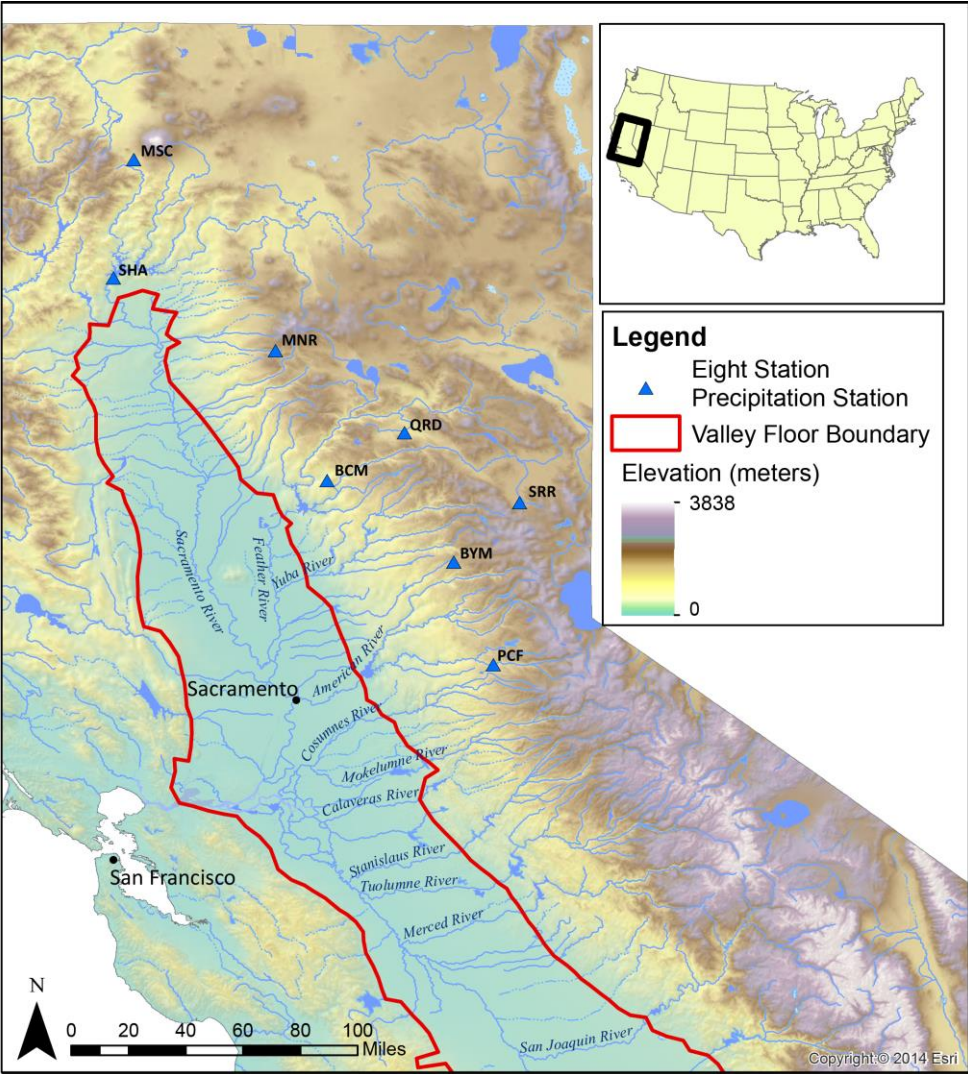 MSC
SHA
MNR
QRD
BCM
SRR
BYM
PCF
Sacramento River
Feather River
Yuba River
American River
Sacramento
Cosumnes River
Mokelumne River
Calaveras River
Stanislaus River
Tuolumne River
Merced River
San Joaquin River
San Francisco
N
0 20 40 60 80 100
Miles
Legend
Eight Station
Precipitation Station
Valley Floor Boundary
Elevation (meters)
3838
0
Copyright:© 2014 Esri